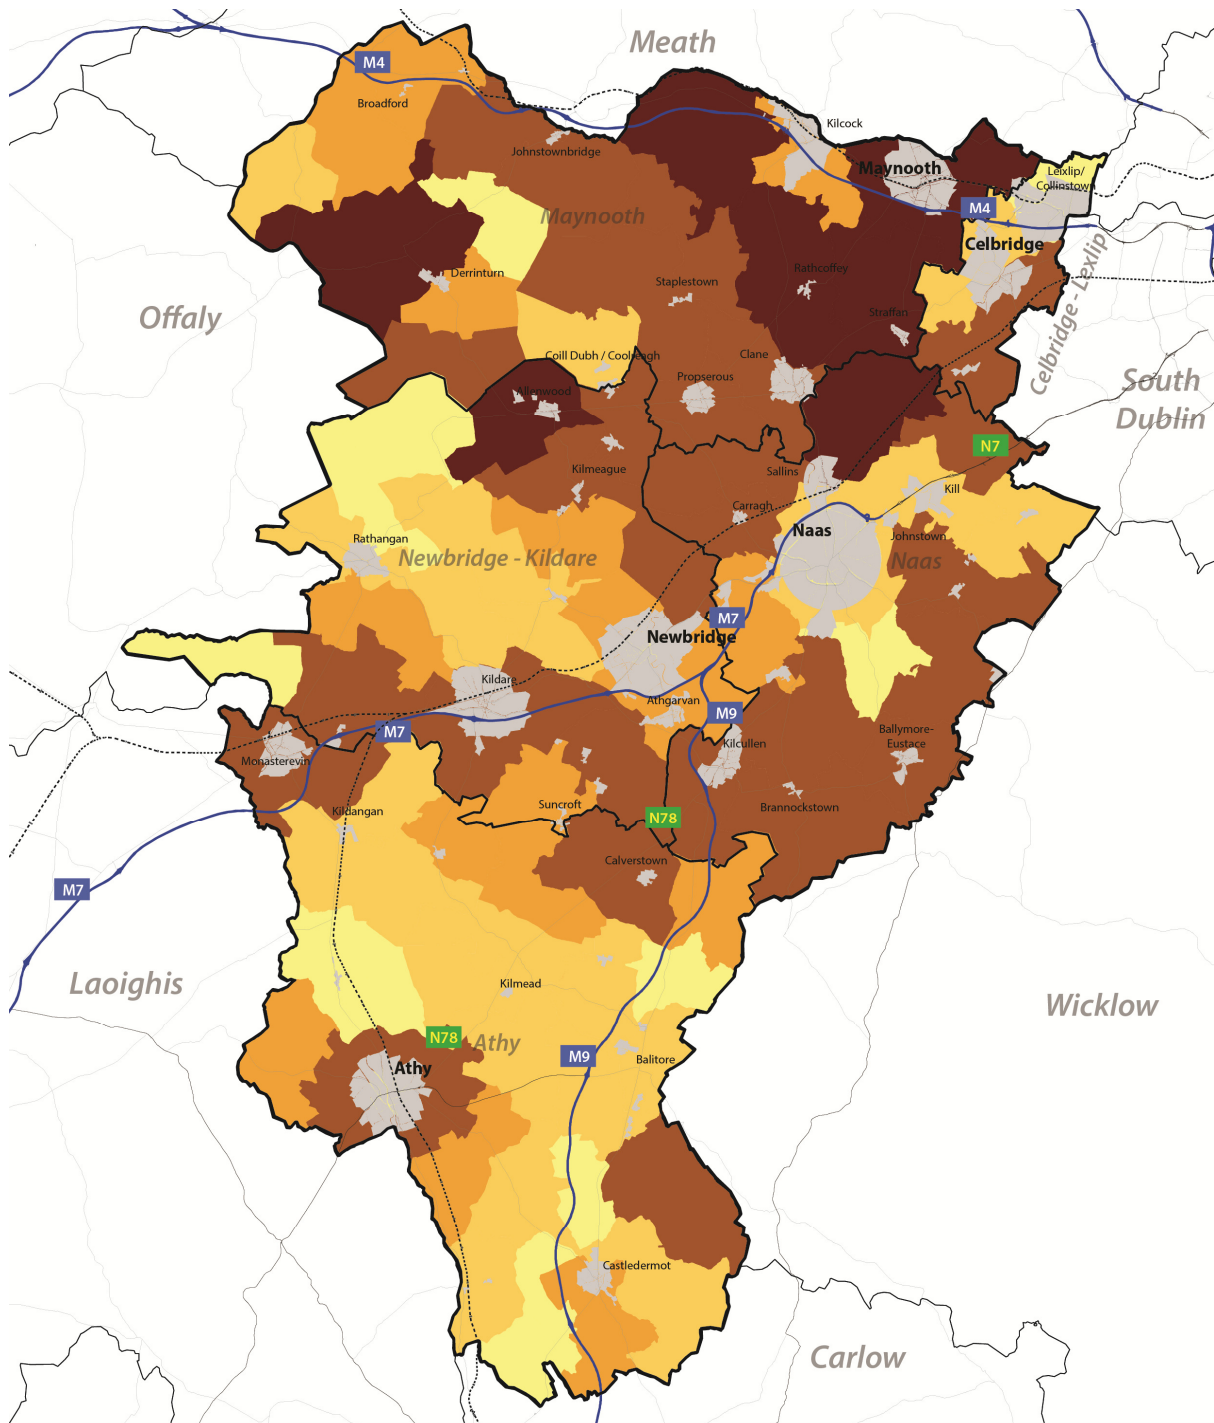 Meath
M4
Broadford
Kilcock
Johnstownbridge
Maynooth
Leixlip/
Collinstown
M4
Maynooth
Celbridge
Celbridge - Lexlip
Derrinturn
Rathcoffey
Staplestown
Offaly
Straffan
Coill Dubh / Coolreagh
Clane
Propserous
South
Dublin
Allenwood
N7
Kilmeague
Sallins
Kill
Carragh
Naas
Johnstown
Rathangan
Newbridge - Kildare
Naas
M7
Newbridge
Kildare
Athgarvan
M9
M7
Kilcullen
Ballymore-
Eustace
Monasterevin
Suncroft
Brannockstown
Kildangan
N78
Calverstown
M7
Laoighis
Kilmead
Wicklow
N78
Athy
M9
Balitore
Athy
Castledermot
Carlow